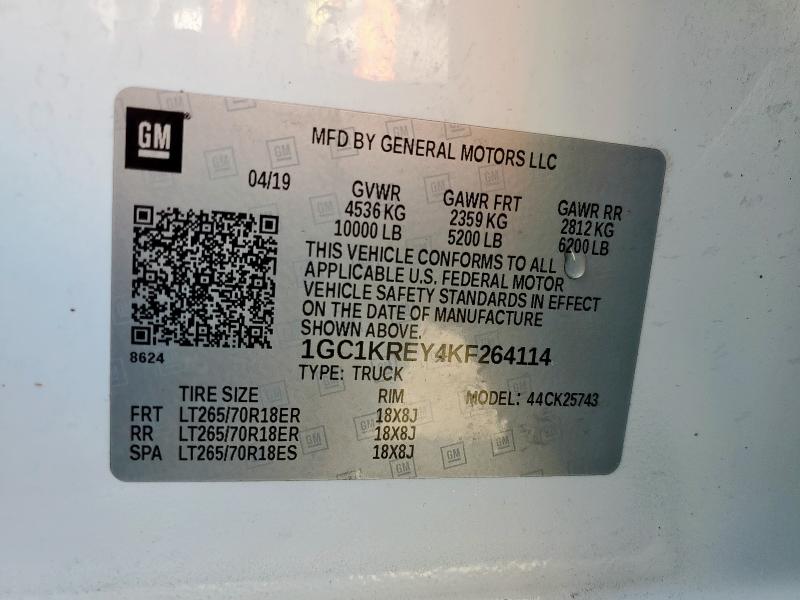 GM
MFD BY GENERAL MOTORS LLC
04/19
GVWR GAWR FRT GAWR RR
4536 KG 2359 KG 2812 KG
10000 LB 5200 LB 6200 LB
THIS VEHICLE CONFORMS TO ALL
APPLICABLE U.S. FEDERAL MOTOR
VEHICLE SAFETY STANDARDS IN EFFECT
ON THE DATE OF MANUFACTURE
SHOWN ABOVE.
8624
1GC1KREY4KF264114
TYPE: TRUCK
TIRE SIZE RIM MODEL: 44CK25743
FRT LT265/70R18ER 18X8J
RR LT265/70R18ER 18X8J
SPA LT265/70R18ES 18X8J